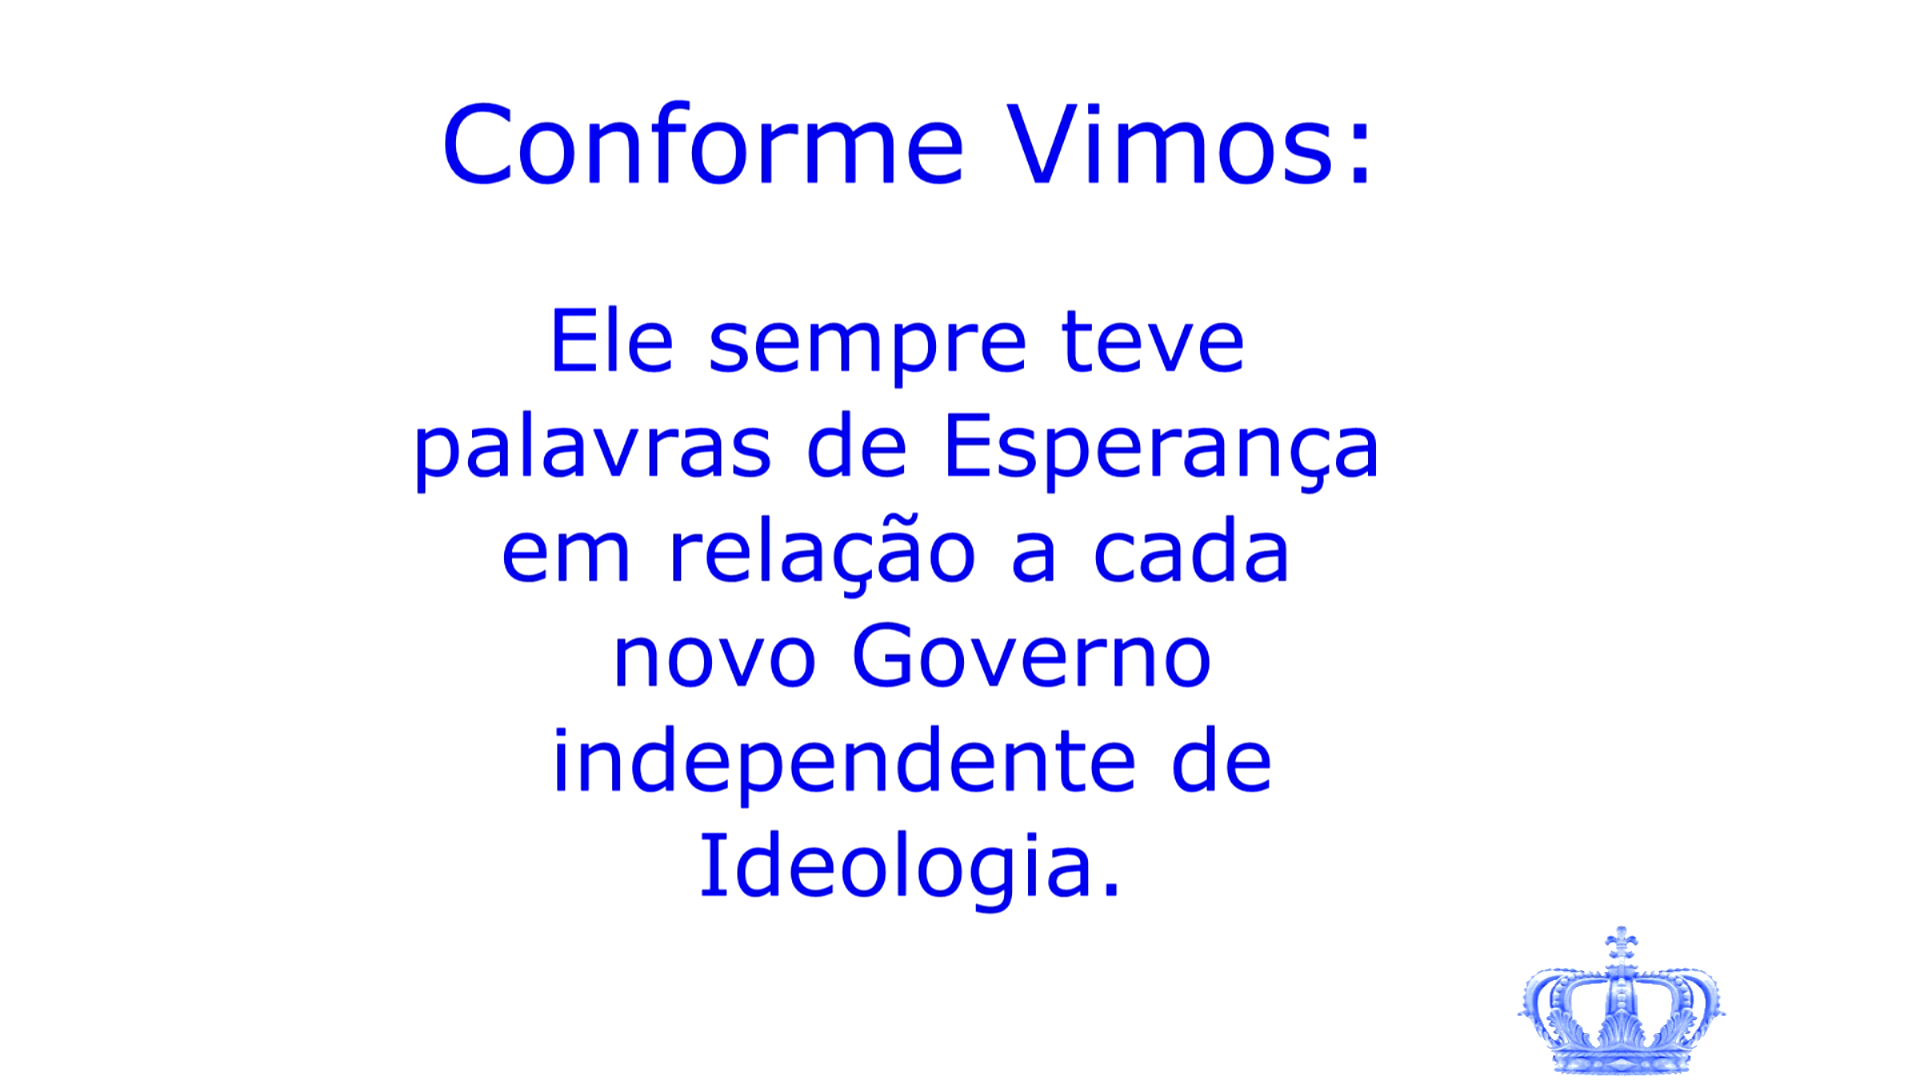 Conforme Vimos:
Ele sempre teve
palavras de Esperança
em relação a cada
novo Governo
independente de
Ideologia.